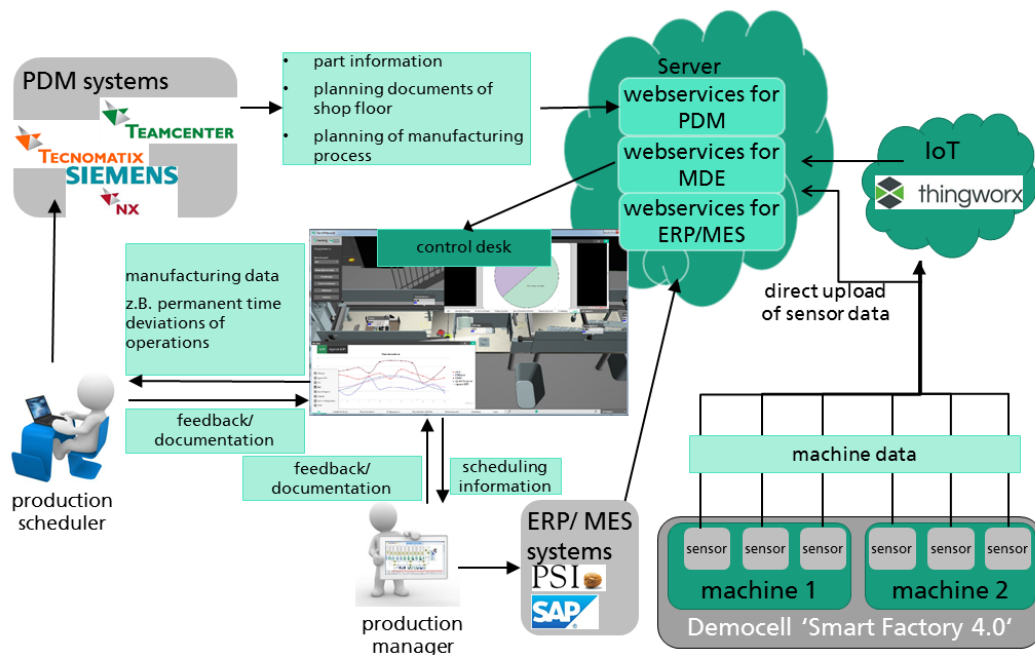 PDM systems
TEAMCENTER
TECNOMATIX
SIEMENS
NX
• part information
• planning documents of
shop floor
• planning of manufacturing
process
Server
webservices for
PDM
webservices for
MDE
webservices for
ERP/MES
IoT
thingworx
control desk
manufacturing data
z.B. permanent time
deviations of
operations
direct upload
of sensor data
feedback/
documentation
production
scheduler
feedback/
documentation
scheduling
information
machine data
production
manager
ERP/ MES
systems
PSI
SAP
sensor
sensor
sensor
sensor
sensor
sensor
machine 1
machine 2
Democell ‘Smart Factory 4.0‘